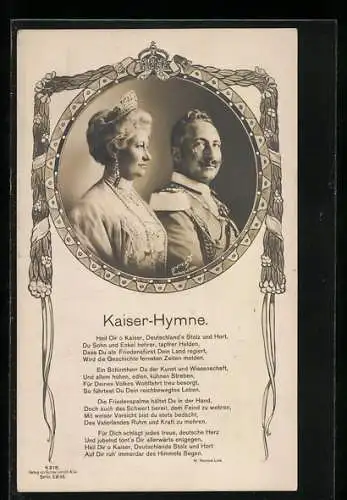 Kaiser-Hymne.
Heil Dir o Kaiser, Deutschland's Stolz und Hort,
Du Sohn und Enkel hehrer, tapfrer Helden,
Dass Du als Friedensfürst Dein Land regiert,
Wird die Geschichte fernsten Zeiten melden.
Ein Schirmherr Du der Kunst und Wissenschaft,
Und allem hohen, edlen, kühnen Streben,
Für Deines Volkes Wohlfahrt treu besorgt,
So führtest Du Dein reichbewegtes Leben.
Die Friedenspalme hältst Du in der Hand,
Doch auch das Schwert bereit, dem Feind zu wehren,
Mit weiser Vorsicht bist du stets bedacht,
Des Vaterlandes Ruhm und Kraft zu mehren.
Für Dich schlägt jedes treue, deutsche Herz
Und jubelnd tönt's Dir allerwärts entgegen,
Heil Dir o Kaiser, Deutschlands Stolz und Hort
Auf Dir ruh' immerdar des Himmels Segen.